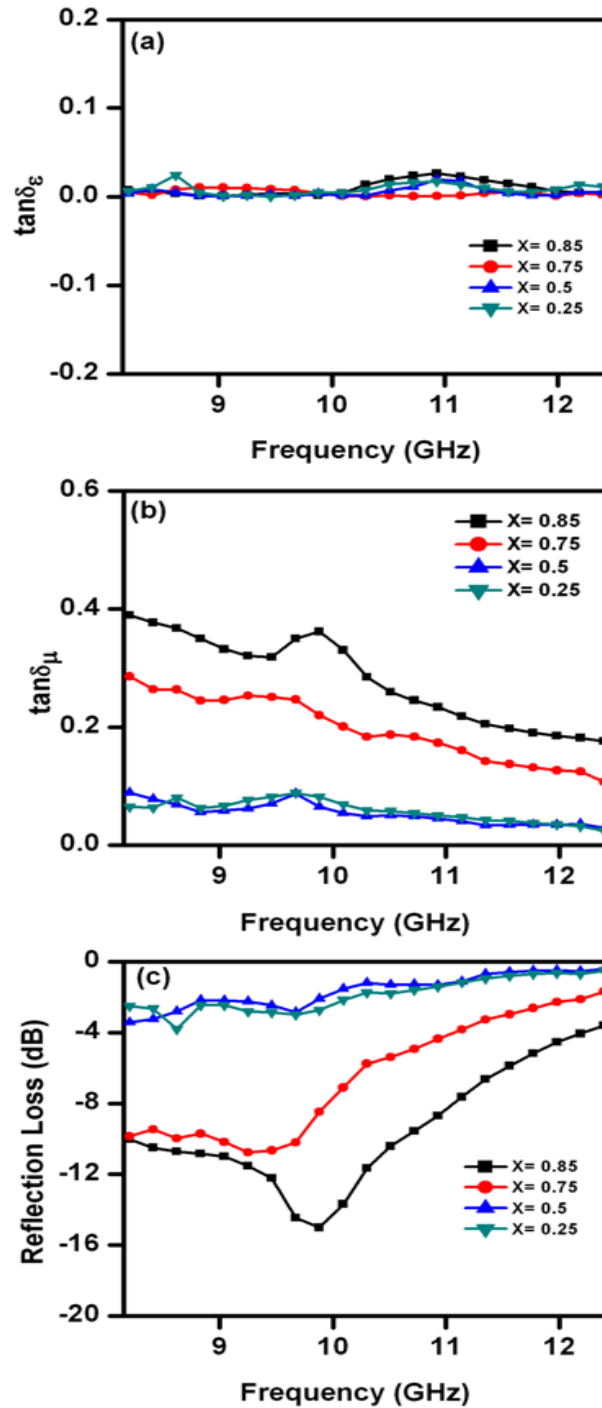 (a)
0.2
0.1
0.0
-0.1
-0.2
tanδε
X= 0.85
X= 0.75
X= 0.5
X= 0.25
9 10 11 12
Frequency (GHz)
(b)
0.6
0.4
0.2
0.0
tanδμ
X= 0.85
X= 0.75
X= 0.5
X= 0.25
9 10 11 12
Frequency (GHz)
(c)
0
-4
-8
-12
-16
-20
Reflection Loss (dB)
X= 0.85
X= 0.75
X= 0.5
X= 0.25
9 10 11 12
Frequency (GHz)